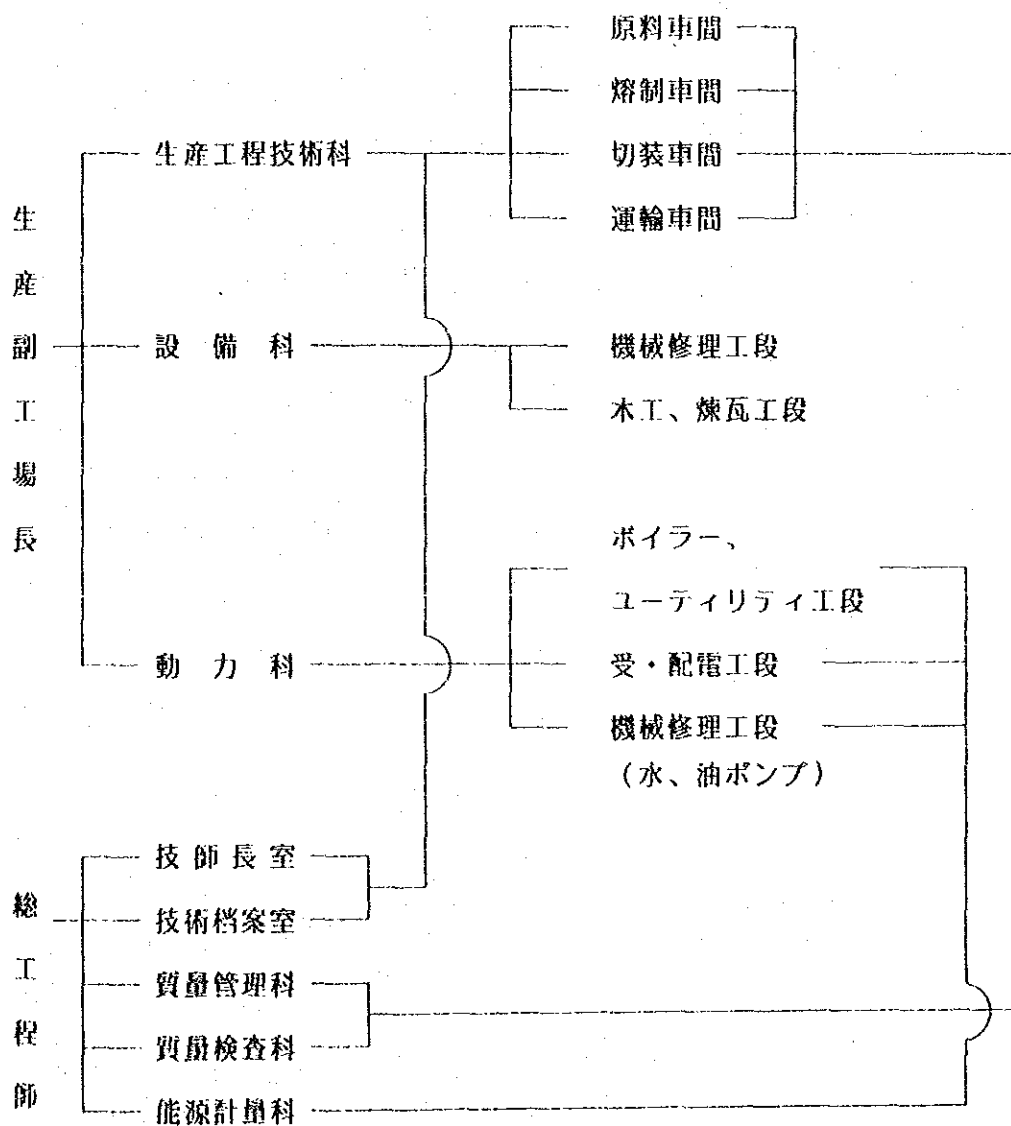 原料車間
熔制車間
生産工程技術科
切装車間
運輸車間
生産副工場長
設備科
機械修理工段
木工、煉瓦工段
ボイラー、
ユーティリティ工段
動力科
受・配電工段
機械修理工段
(水、油ポンプ)
総工程師
技師長室
技術档案室
質量管理科
質量検査科
能源計量科